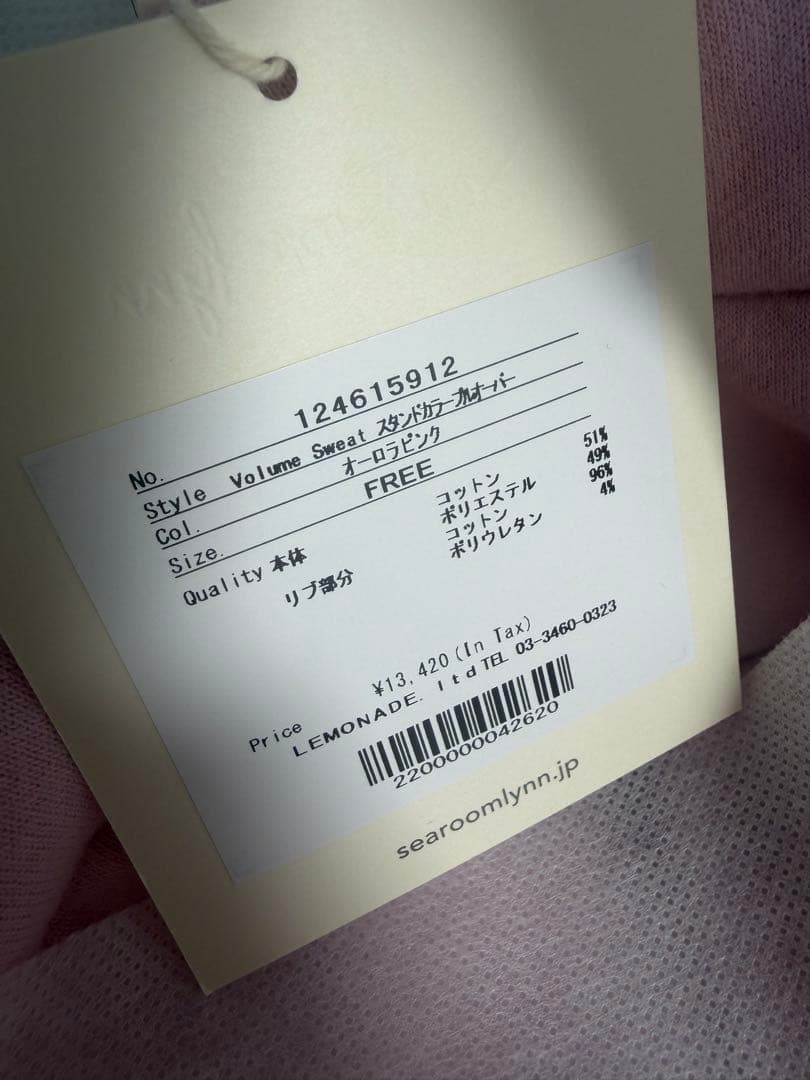 No. 124615912
Style Volume Sweat スタンドカラープルオーバー
Col. オーロラピンク
Size. FREE
Quality 本体 コットン 51%
ポリエステル 49%
リブ部分 コットン 96%
ポリウレタン 4%
Price ¥13,420(In Tax)
LEMONADE. ltd TEL 03-3460-0323
2200000042620
searoomlynn.jp